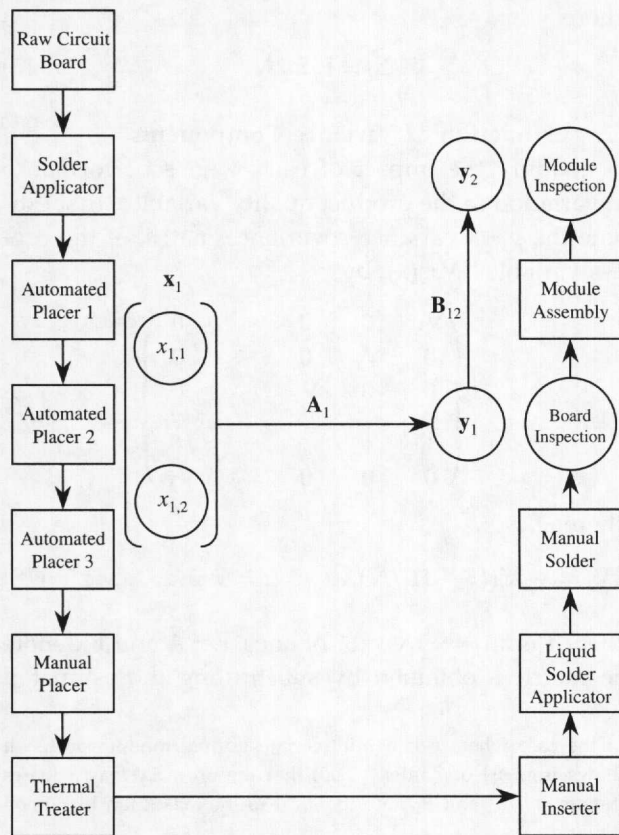 Raw Circuit
Board
Solder
Applicator
Automated
Placer 1
Automated
Placer 2
Automated
Placer 3
Manual
Placer
Thermal
Treater
x₁
x₁,₁
x₁,₂
A₁
y₁
B₁₂
y₂
Module
Inspection
Module
Assembly
Board
Inspection
Manual
Solder
Liquid
Solder
Applicator
Manual
Inserter